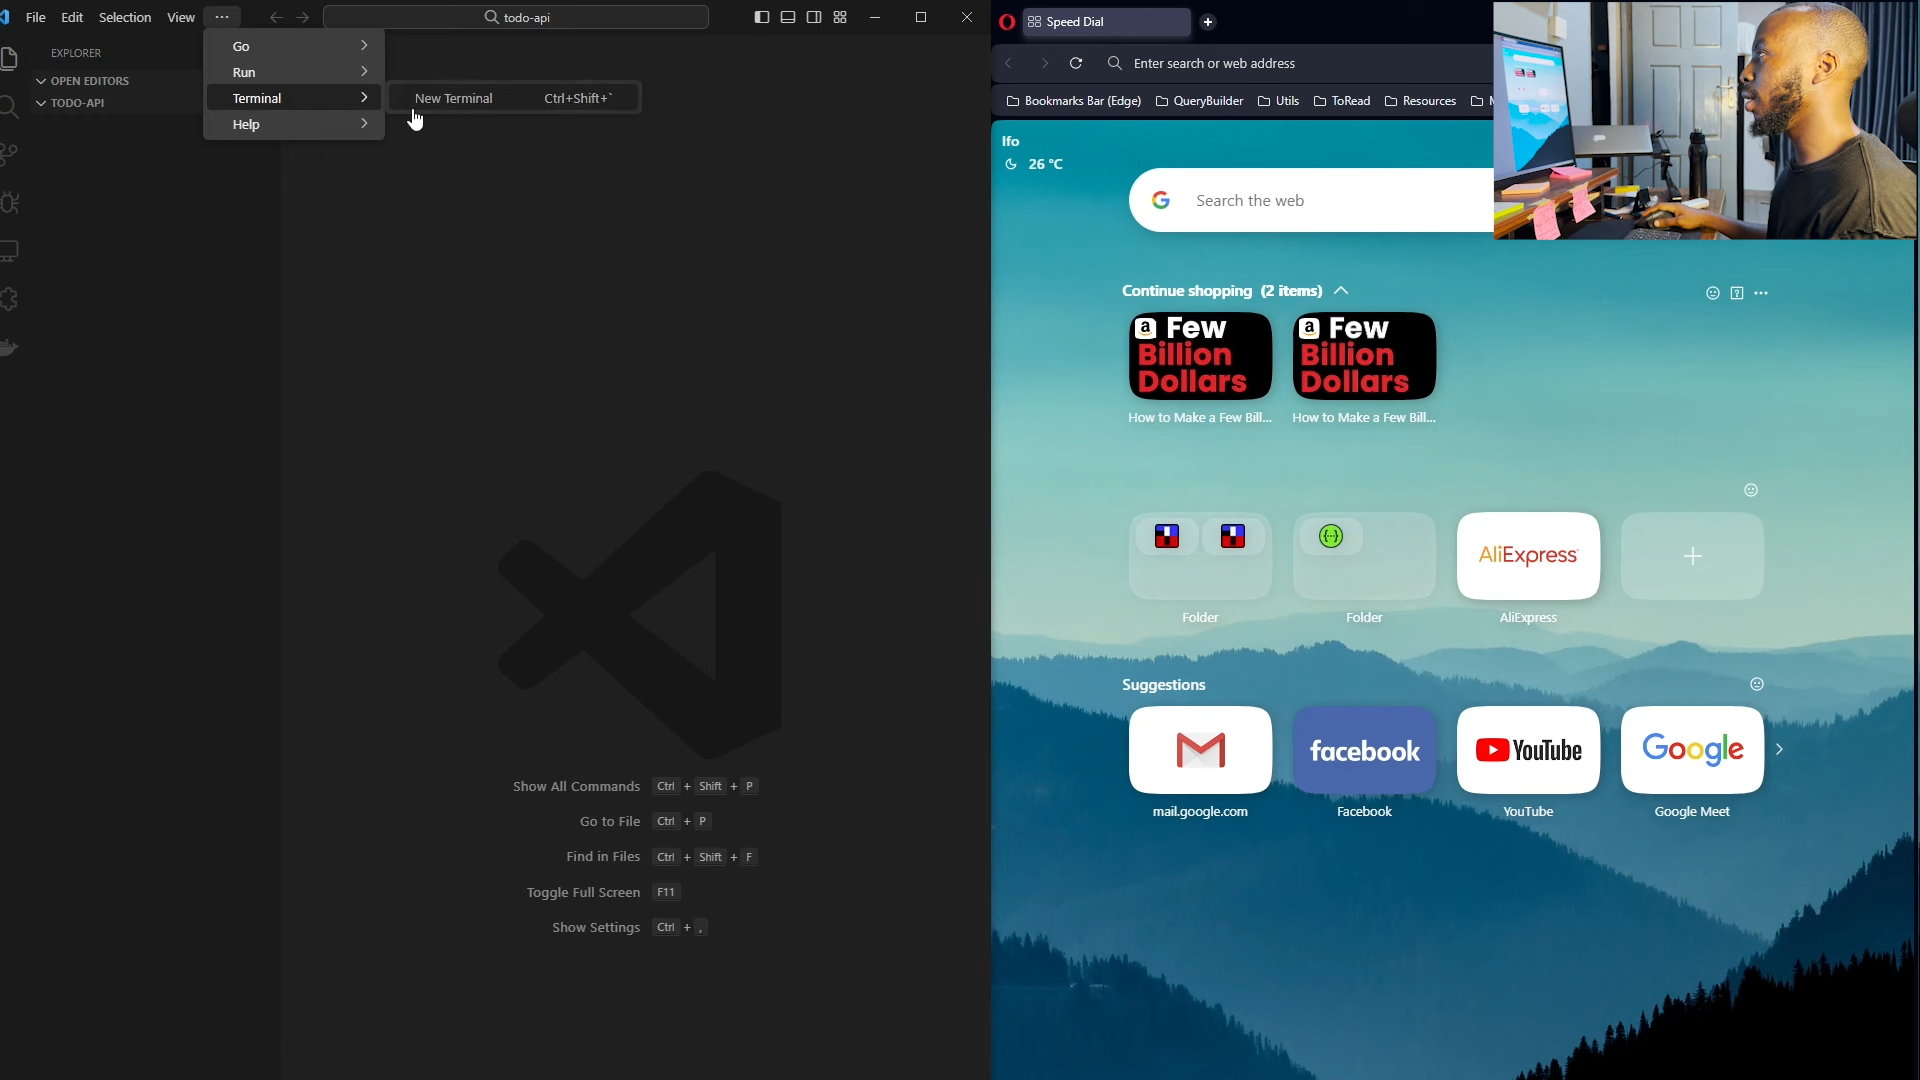 File Edit Selection View ··· todo-api
EXPLORER
OPEN EDITORS
TODO-API
Go
Run
Terminal
Help
New Terminal Ctrl+Shift+`
Show All Commands Ctrl + Shift + P
Go to File Ctrl + P
Find in Files Ctrl + Shift + F
Toggle Full Screen F11
Show Settings Ctrl + ,
Speed Dial
Enter search or web address
Bookmarks Bar (Edge) QueryBuilder Utils ToRead Resources
Ifo
26 °C
Search the web
Continue shopping (2 items)
a Few Billion Dollars
a Few Billion Dollars
How to Make a Few Bill... How to Make a Few Bill...
AliExpress
Folder Folder AliExpress
Suggestions
facebook YouTube Google
mail.google.com Facebook YouTube Google Meet